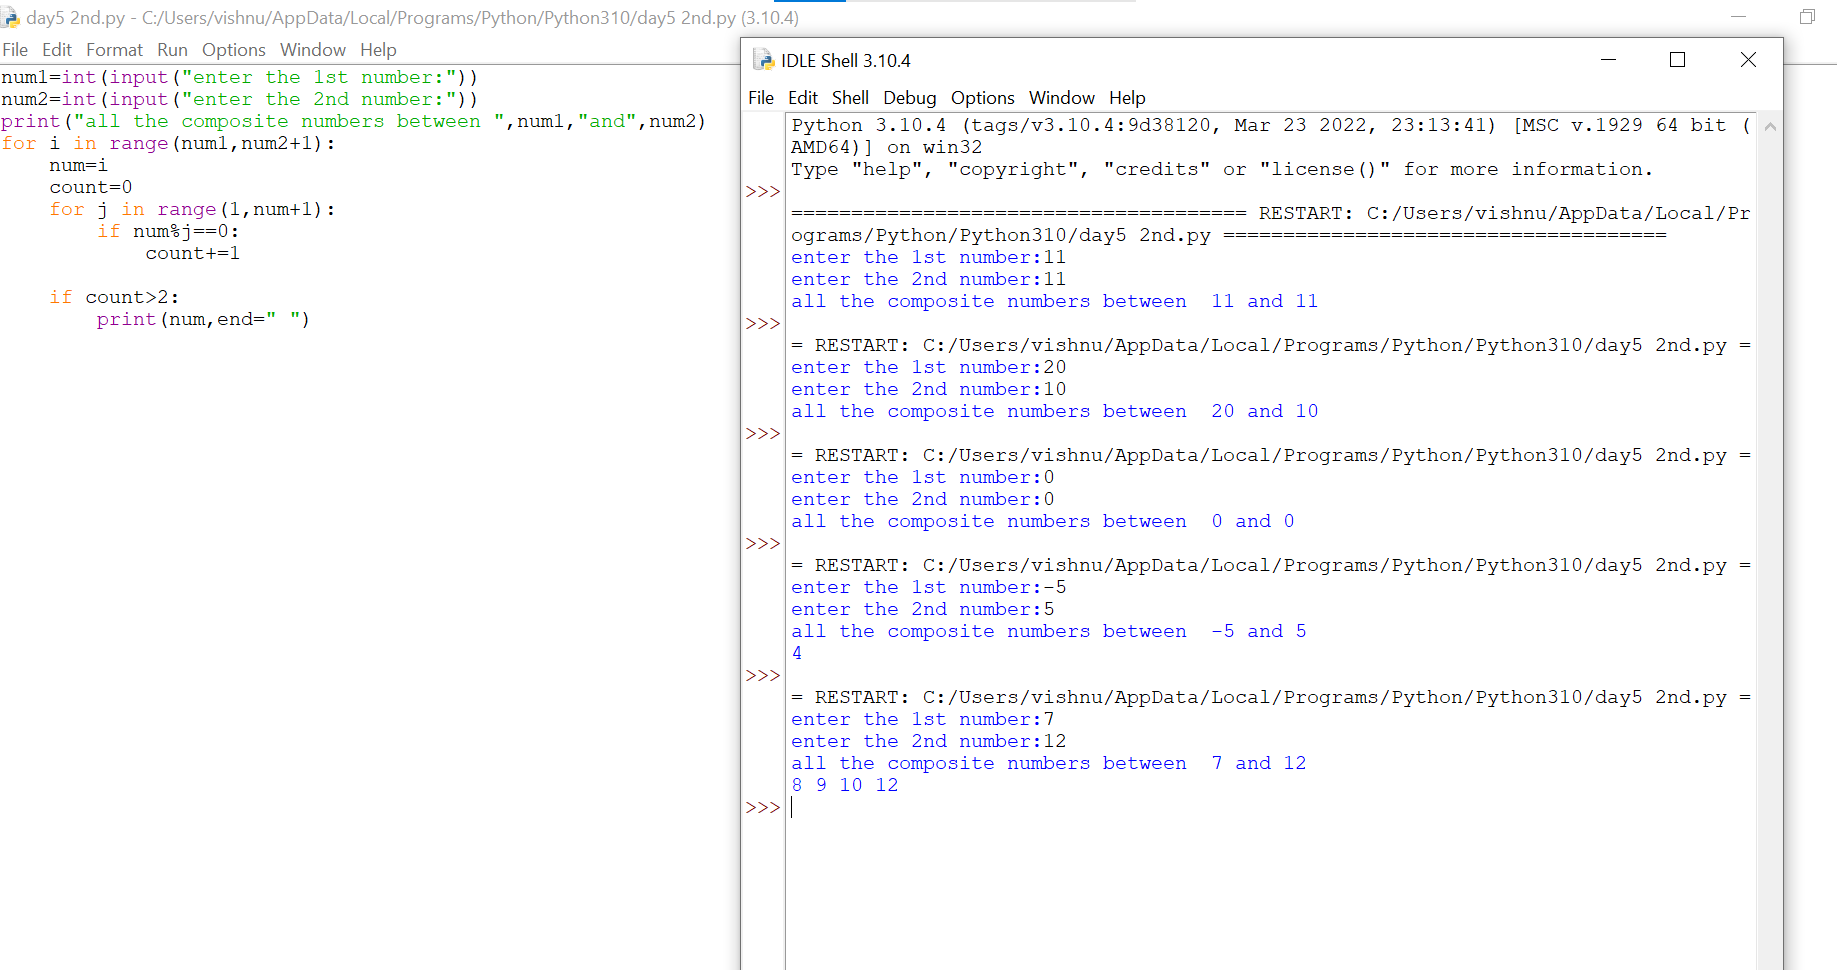 day5 2nd.py - C:/Users/vishnu/AppData/Local/Programs/Python/Python310/day5 2nd.py (3.10.4)
File Edit Format Run Options Window Help
num1=int(input("enter the 1st number:"))
num2=int(input("enter the 2nd number:"))
print("all the composite numbers between ",num1,"and",num2)
for i in range(num1,num2+1):
    num=i
    count=0
    for j in range(1,num+1):
        if num%j==0:
            count+=1
    if count>2:
        print(num,end=" ")
IDLE Shell 3.10.4
File Edit Shell Debug Options Window Help
Python 3.10.4 (tags/v3.10.4:9d38120, Mar 23 2022, 23:13:41) [MSC v.1929 64 bit (
AMD64)] on win32
Type "help", "copyright", "credits" or "license()" for more information.
>>>
====================================== RESTART: C:/Users/vishnu/AppData/Local/Pr
ograms/Python/Python310/day5 2nd.py =====================================
enter the 1st number:11
enter the 2nd number:11
all the composite numbers between  11 and 11
>>>
= RESTART: C:/Users/vishnu/AppData/Local/Programs/Python/Python310/day5 2nd.py =
enter the 1st number:20
enter the 2nd number:10
all the composite numbers between  20 and 10
>>>
= RESTART: C:/Users/vishnu/AppData/Local/Programs/Python/Python310/day5 2nd.py =
enter the 1st number:0
enter the 2nd number:0
all the composite numbers between  0 and 0
>>>
= RESTART: C:/Users/vishnu/AppData/Local/Programs/Python/Python310/day5 2nd.py =
enter the 1st number:-5
enter the 2nd number:5
all the composite numbers between  -5 and 5
4
>>>
= RESTART: C:/Users/vishnu/AppData/Local/Programs/Python/Python310/day5 2nd.py =
enter the 1st number:7
enter the 2nd number:12
all the composite numbers between  7 and 12
8 9 10 12
>>>